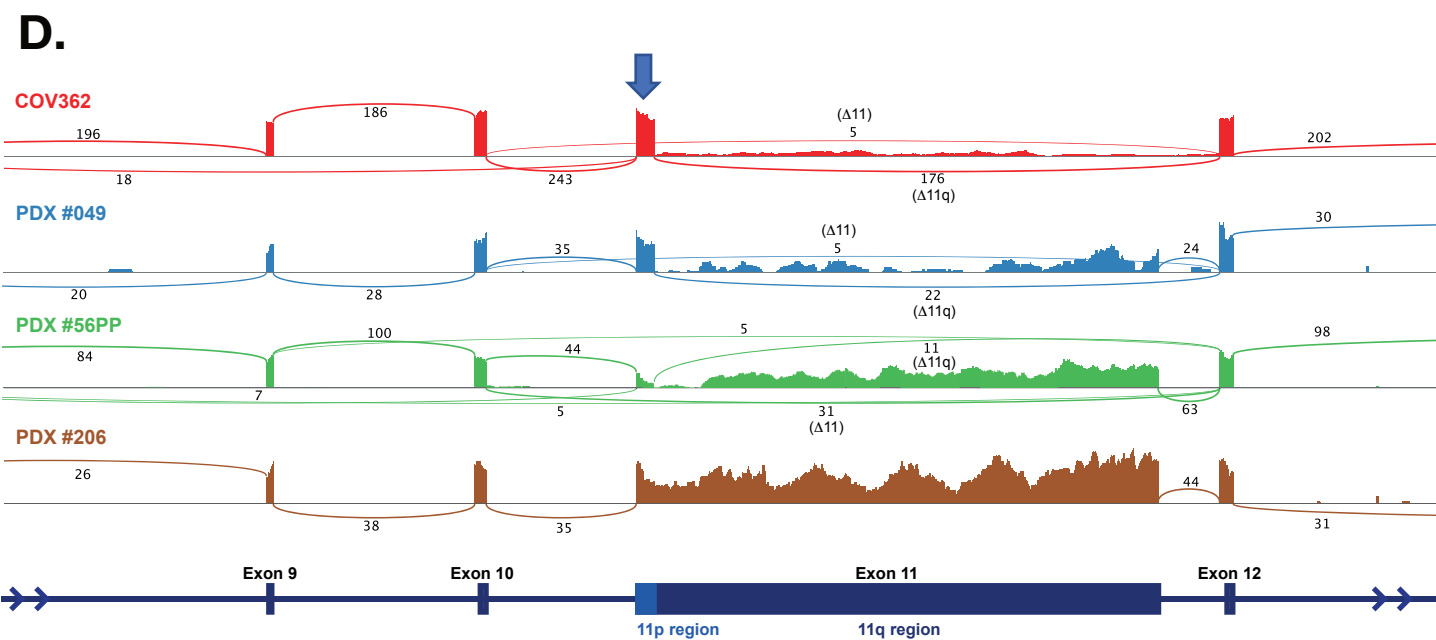 D.
COV362
196
186
18
243
(Δ11)
5
176
(Δ11q)
202
PDX #049
20
28
35
(Δ11)
5
22
(Δ11q)
24
30
PDX #56PP
84
100
7
44
5
5
11
(Δ11q)
31
(Δ11)
63
98
PDX #206
26
38
35
44
31
Exon 9
Exon 10
Exon 11
Exon 12
11p region
11q region